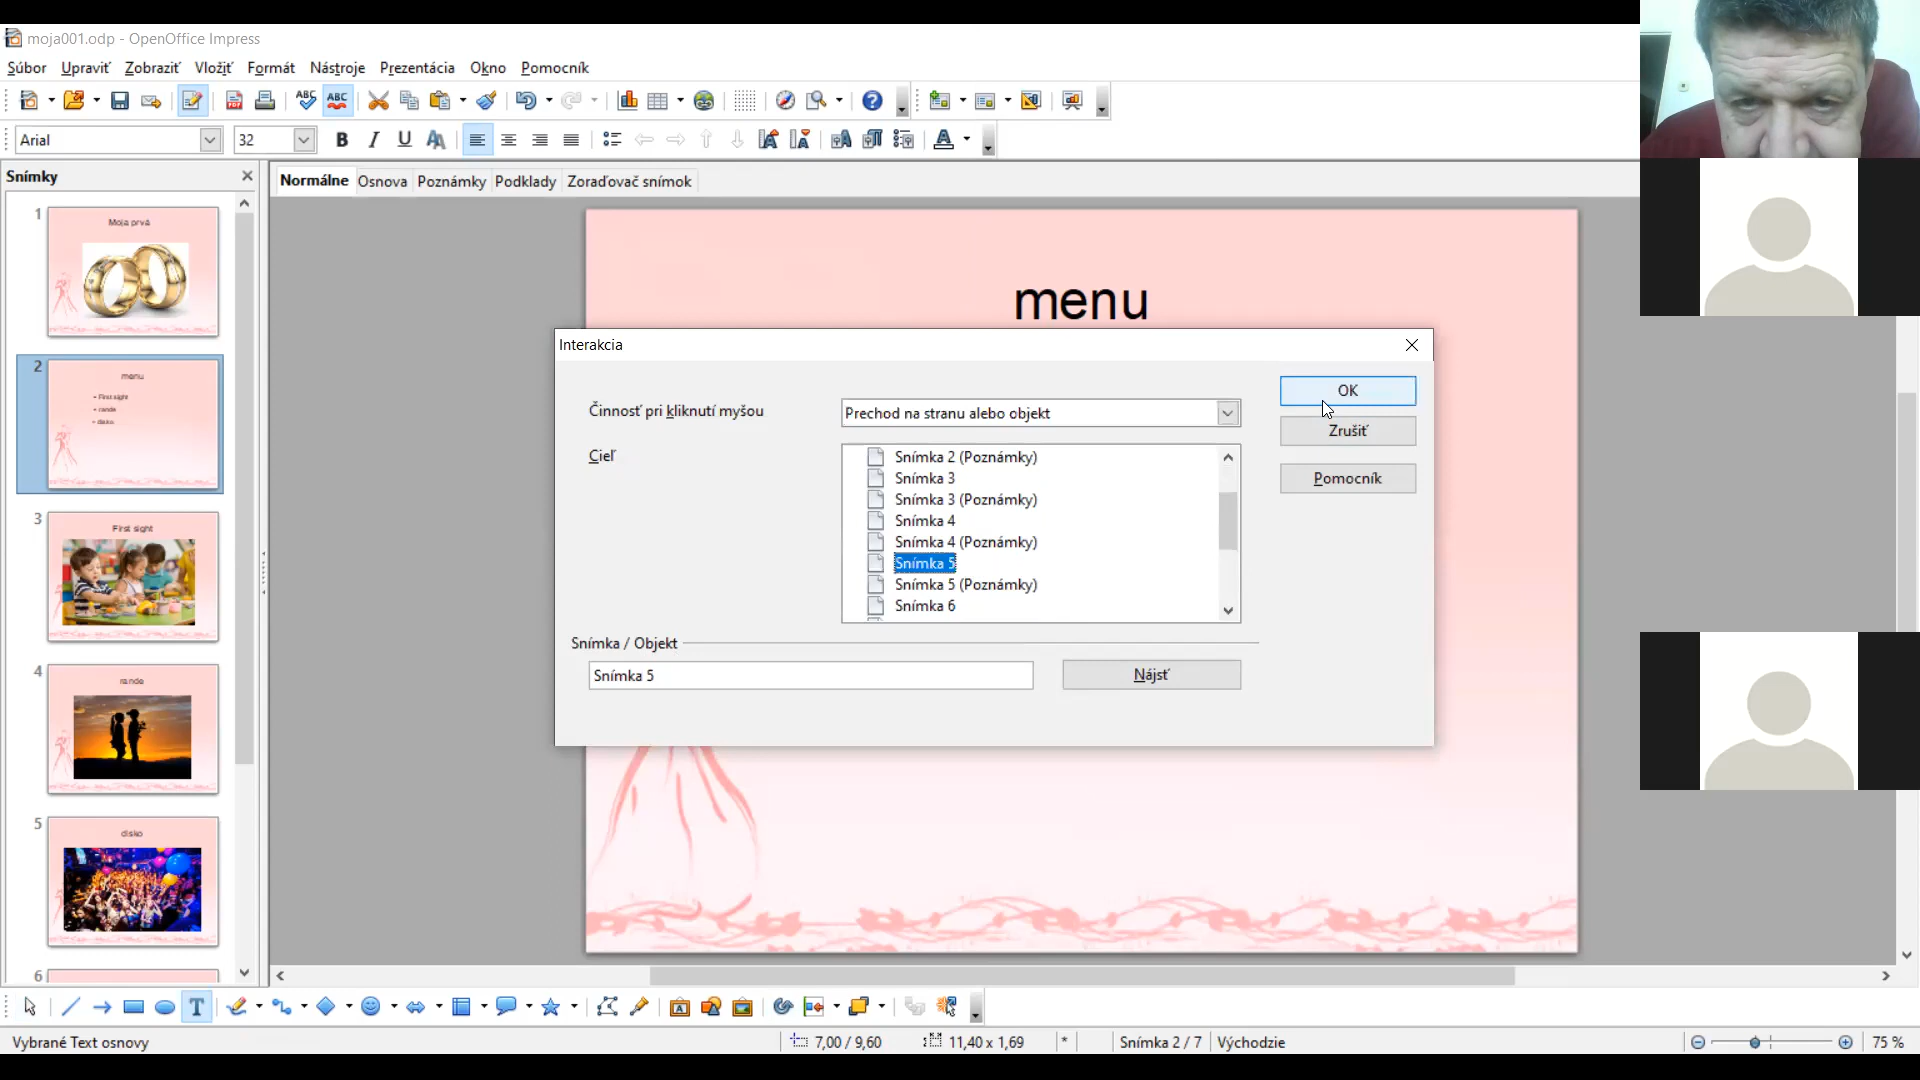 moja001.odp - OpenOffice Impress
Súbor Upraviť Zobraziť Vložiť Formát Nástroje Prezentácia Okno Pomocník
Arial 32
Snímky
Normálne Osnova Poznámky Podklady Zoraďovač snímok
1
Moja prvá
2
menu
• First sight
• rande
• disko
3
First sight
4
rande
5
disko
6
menu
Interakcia
Činnosť pri kliknutí myšou
Prechod na stranu alebo objekt
OK
Zrušiť
Pomocník
Cieľ
Snímka 2 (Poznámky)
Snímka 3
Snímka 3 (Poznámky)
Snímka 4
Snímka 4 (Poznámky)
Snímka 5
Snímka 5 (Poznámky)
Snímka 6
Snímka / Objekt
Snímka 5
Nájsť
Vybrané Text osnovy
7,00 / 9,60
11,40 x 1,69
*
Snímka 2 / 7
Východzie
75 %